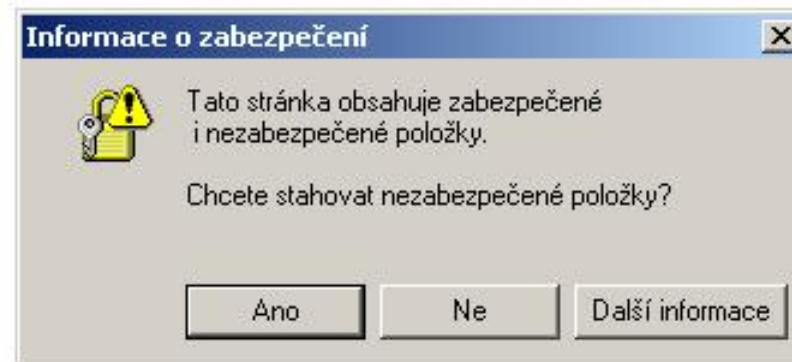 Informace o zabezpečení
Tato stránka obsahuje zabezpečené
i nezabezpečené položky.
Chcete stahovat nezabezpečené položky?
Ano
Ne
Další informace